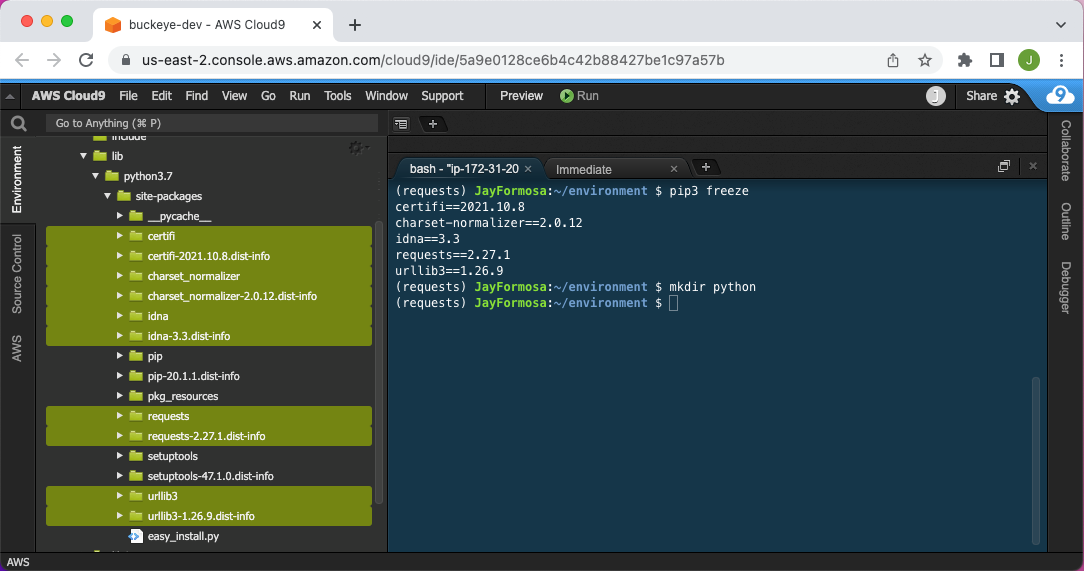 buckeye-dev - AWS Cloud9
us-east-2.console.aws.amazon.com/cloud9/ide/5a9e0128ce6b4c42b88427be1c97a57b
J
AWS Cloud9 File Edit Find View Go Run Tools Window Support Preview Run J Share 9
Go to Anything (⌘ P)
Environment
Source Control
AWS
include
lib
python3.7
site-packages
__pycache__
certifi
certifi-2021.10.8.dist-info
charset_normalizer
charset_normalizer-2.0.12.dist-info
idna
idna-3.3.dist-info
pip
pip-20.1.1.dist-info
pkg_resources
requests
requests-2.27.1.dist-info
setuptools
setuptools-47.1.0.dist-info
urllib3
urllib3-1.26.9.dist-info
easy_install.py
bash - "ip-172-31-20 Immediate
(requests) JayFormosa:~/environment $ pip3 freeze
certifi==2021.10.8
charset-normalizer==2.0.12
idna==3.3
requests==2.27.1
urllib3==1.26.9
(requests) JayFormosa:~/environment $ mkdir python
(requests) JayFormosa:~/environment $
Collaborate
Outline
Debugger
AWS